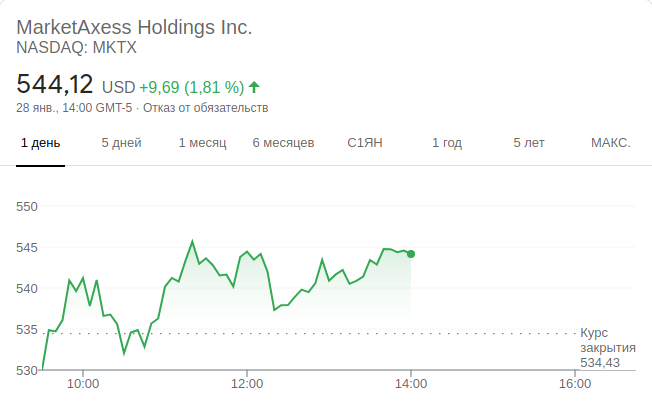 MarketAxess Holdings Inc.
NASDAQ: MKTX
544,12 USD +9,69 (1,81 %)
28 янв., 14:00 GMT-5 · Отказ от обязательств
1 день 5 дней 1 месяц 6 месяцев С1ЯН 1 год 5 лет МАКС.
550
545
540
535
Курс
закрытия
534,43
530
10:00 12:00 14:00 16:00